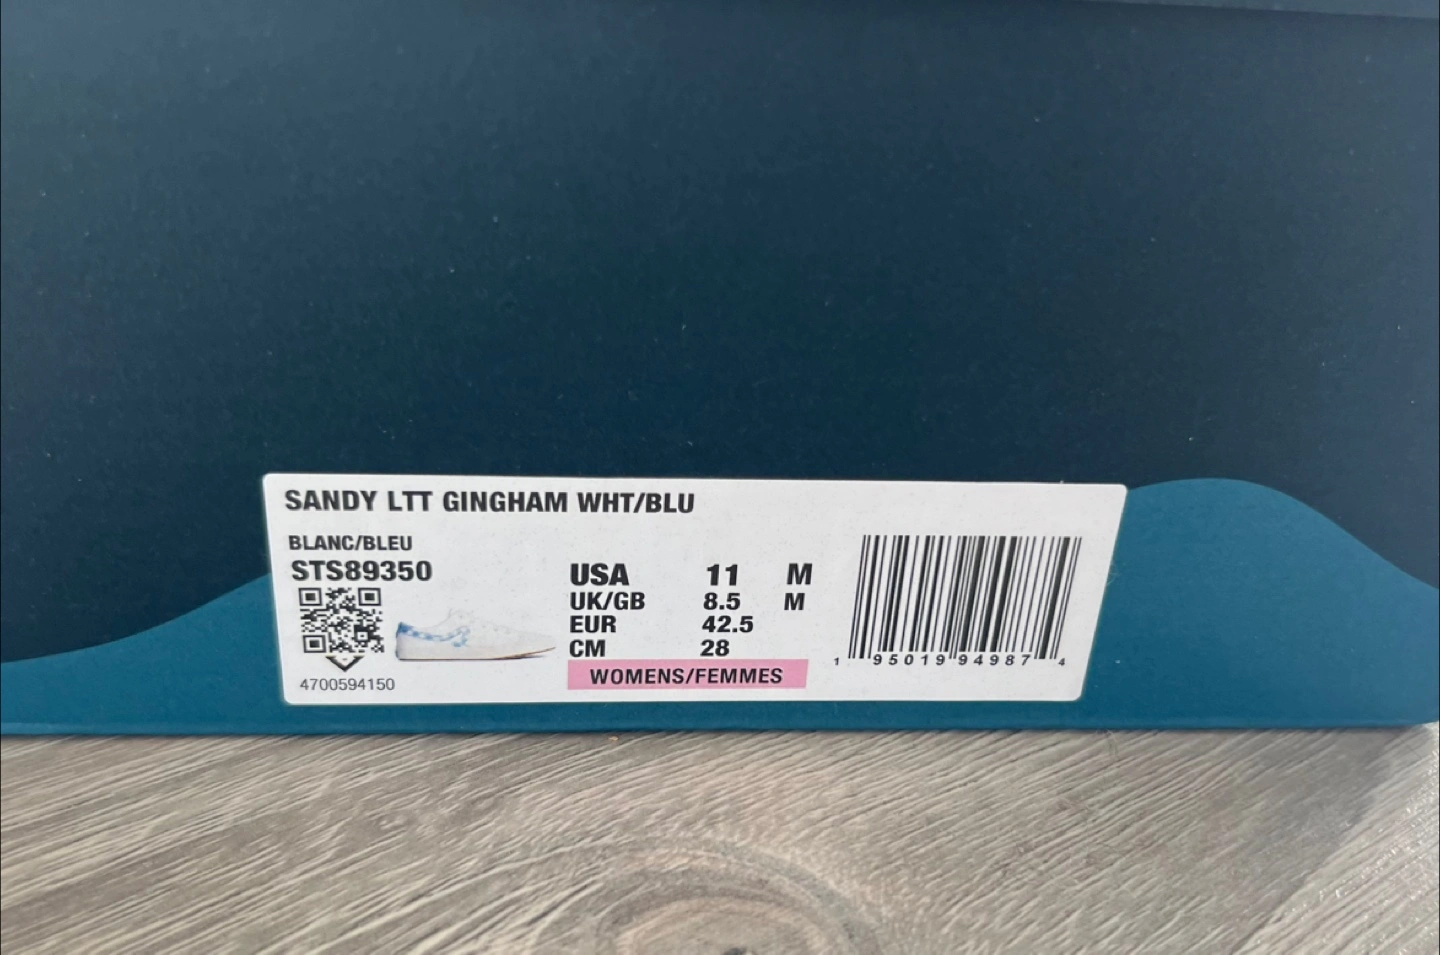 SANDY LTT GINGHAM WHT/BLU
BLANC/BLEU
STS89350
USA 11 M
UK/GB 8.5 M
EUR 42.5
CM 28
WOMENS/FEMMES
4700594150
1 95019 94987 4